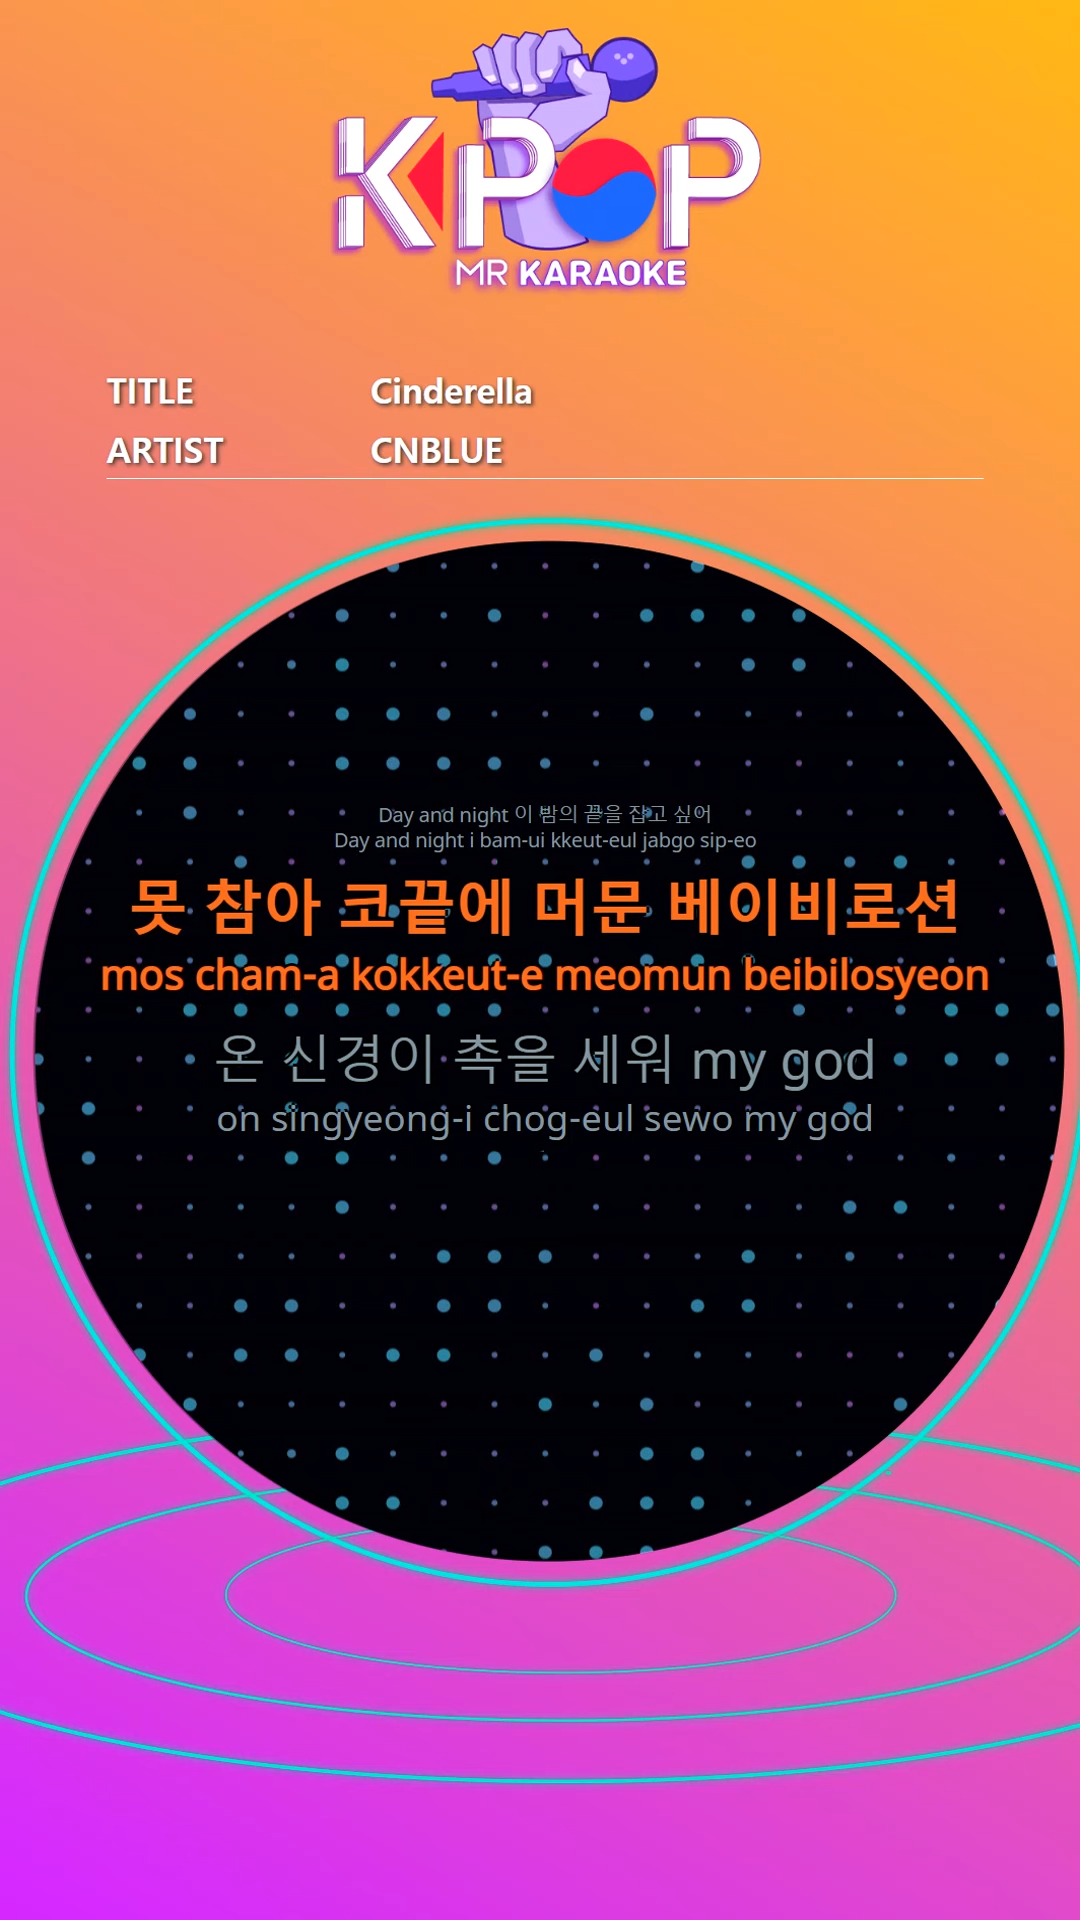 KPOP
MR KARAOKE
TITLE Cinderella
ARTIST CNBLUE
Day and night 이 밤의 끝을 잡고 싶어
Day and night i bam-ui kkeut-eul jabgo sip-eo
못 참아 코끝에 머문 베이비로션
mos cham-a kokkeut-e meomun beibilosyeon
온 신경이 촉을 세워 my god
on singyeong-i chog-eul sewo my god